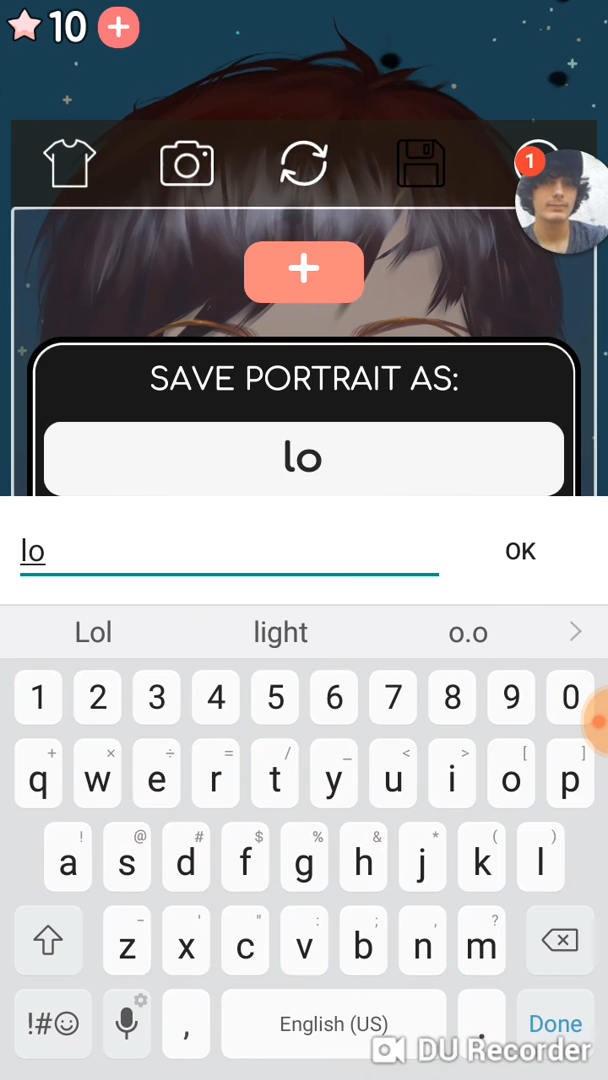 10
1
SAVE PORTRAIT AS:
lo
lo
OK
Lol light o.o
1 2 3 4 5 6 7 8 9 0
+ × ÷ = / _ < > [ ]
q w e r t y u i o p
! @ # $ % & * ( )
a s d f g h j k l
- ' " : ; , ?
z x c v b n m
!#☺ , English (US) . Done
DU Recorder